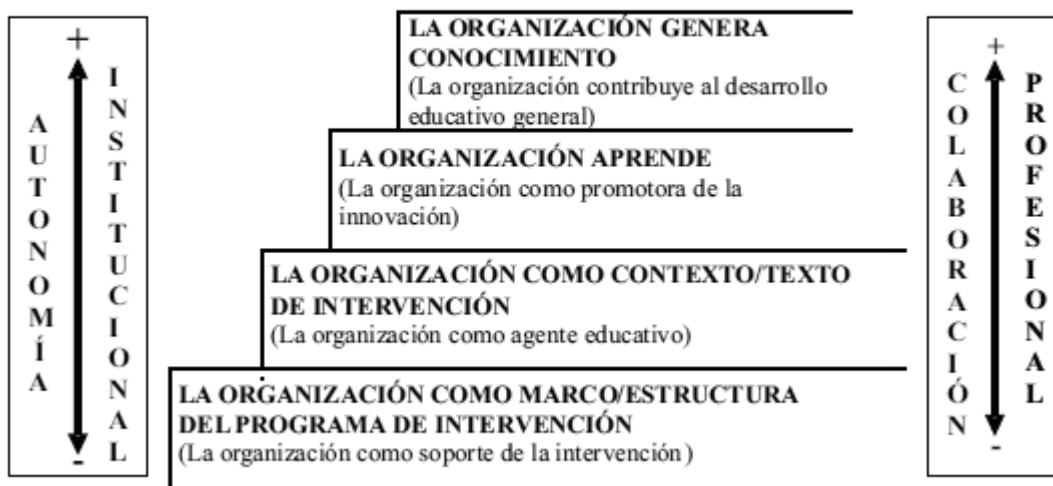 +
AUTONOMÍA
INSTITUCIONAL
-
LA ORGANIZACIÓN GENERA
CONOCIMIENTO
(La organización contribuye al desarrollo
educativo general)
LA ORGANIZACIÓN APRENDE
(La organización como promotora de la
innovación)
LA ORGANIZACIÓN COMO CONTEXTO/TEXTO
DE INTERVENCIÓN
(La organización como agente educativo)
LA ORGANIZACIÓN COMO MARCO/ESTRUCTURA
DEL PROGRAMA DE INTERVENCIÓN
(La organización como soporte de la intervención)
+
COLABORACIÓN
PROFESIONAL
-